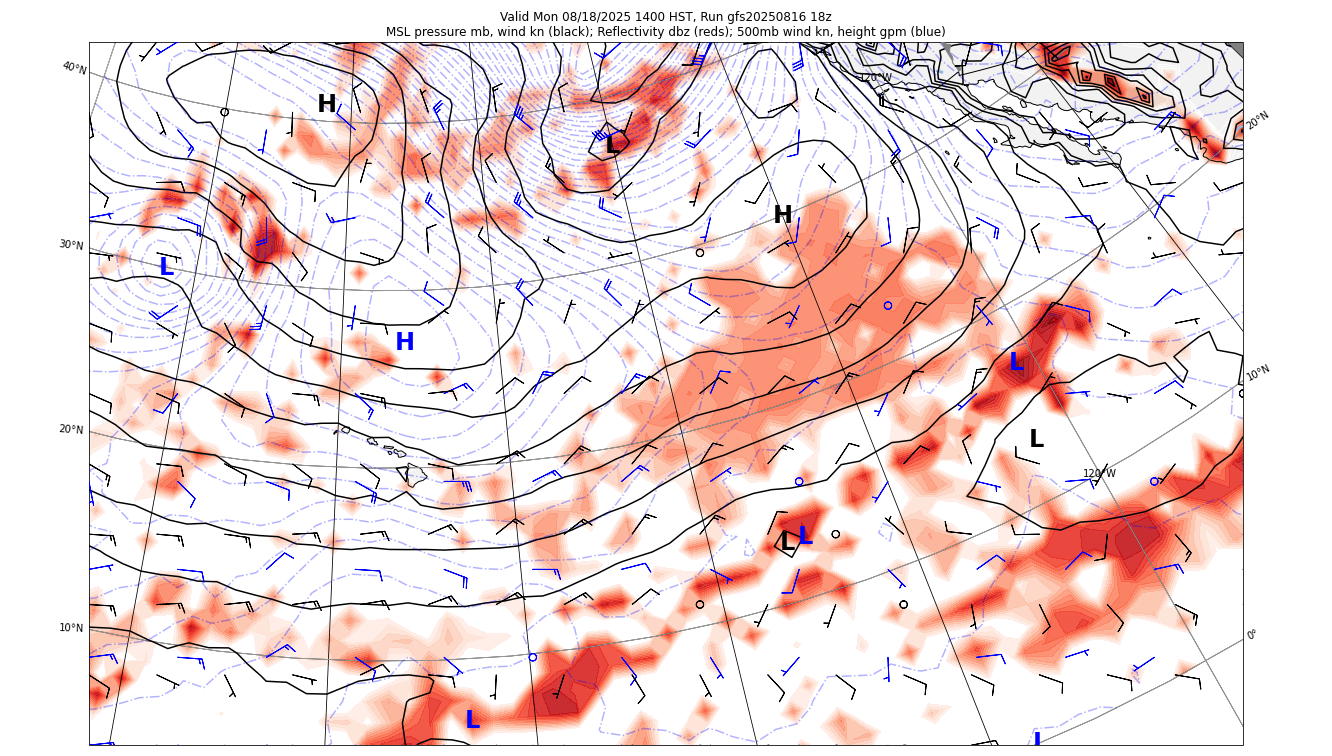 Valid Mon 08/18/2025 1400 HST, Run gfs20250816 18z
MSL pressure mb, wind kn (black); Reflectivity dbz (reds); 500mb wind kn, height gpm (blue)
40°N
120°W
20°N
H
L
H
30°N
L
H
L
10°N
20°N
L
120°W
L
L
10°N
0°
L
L